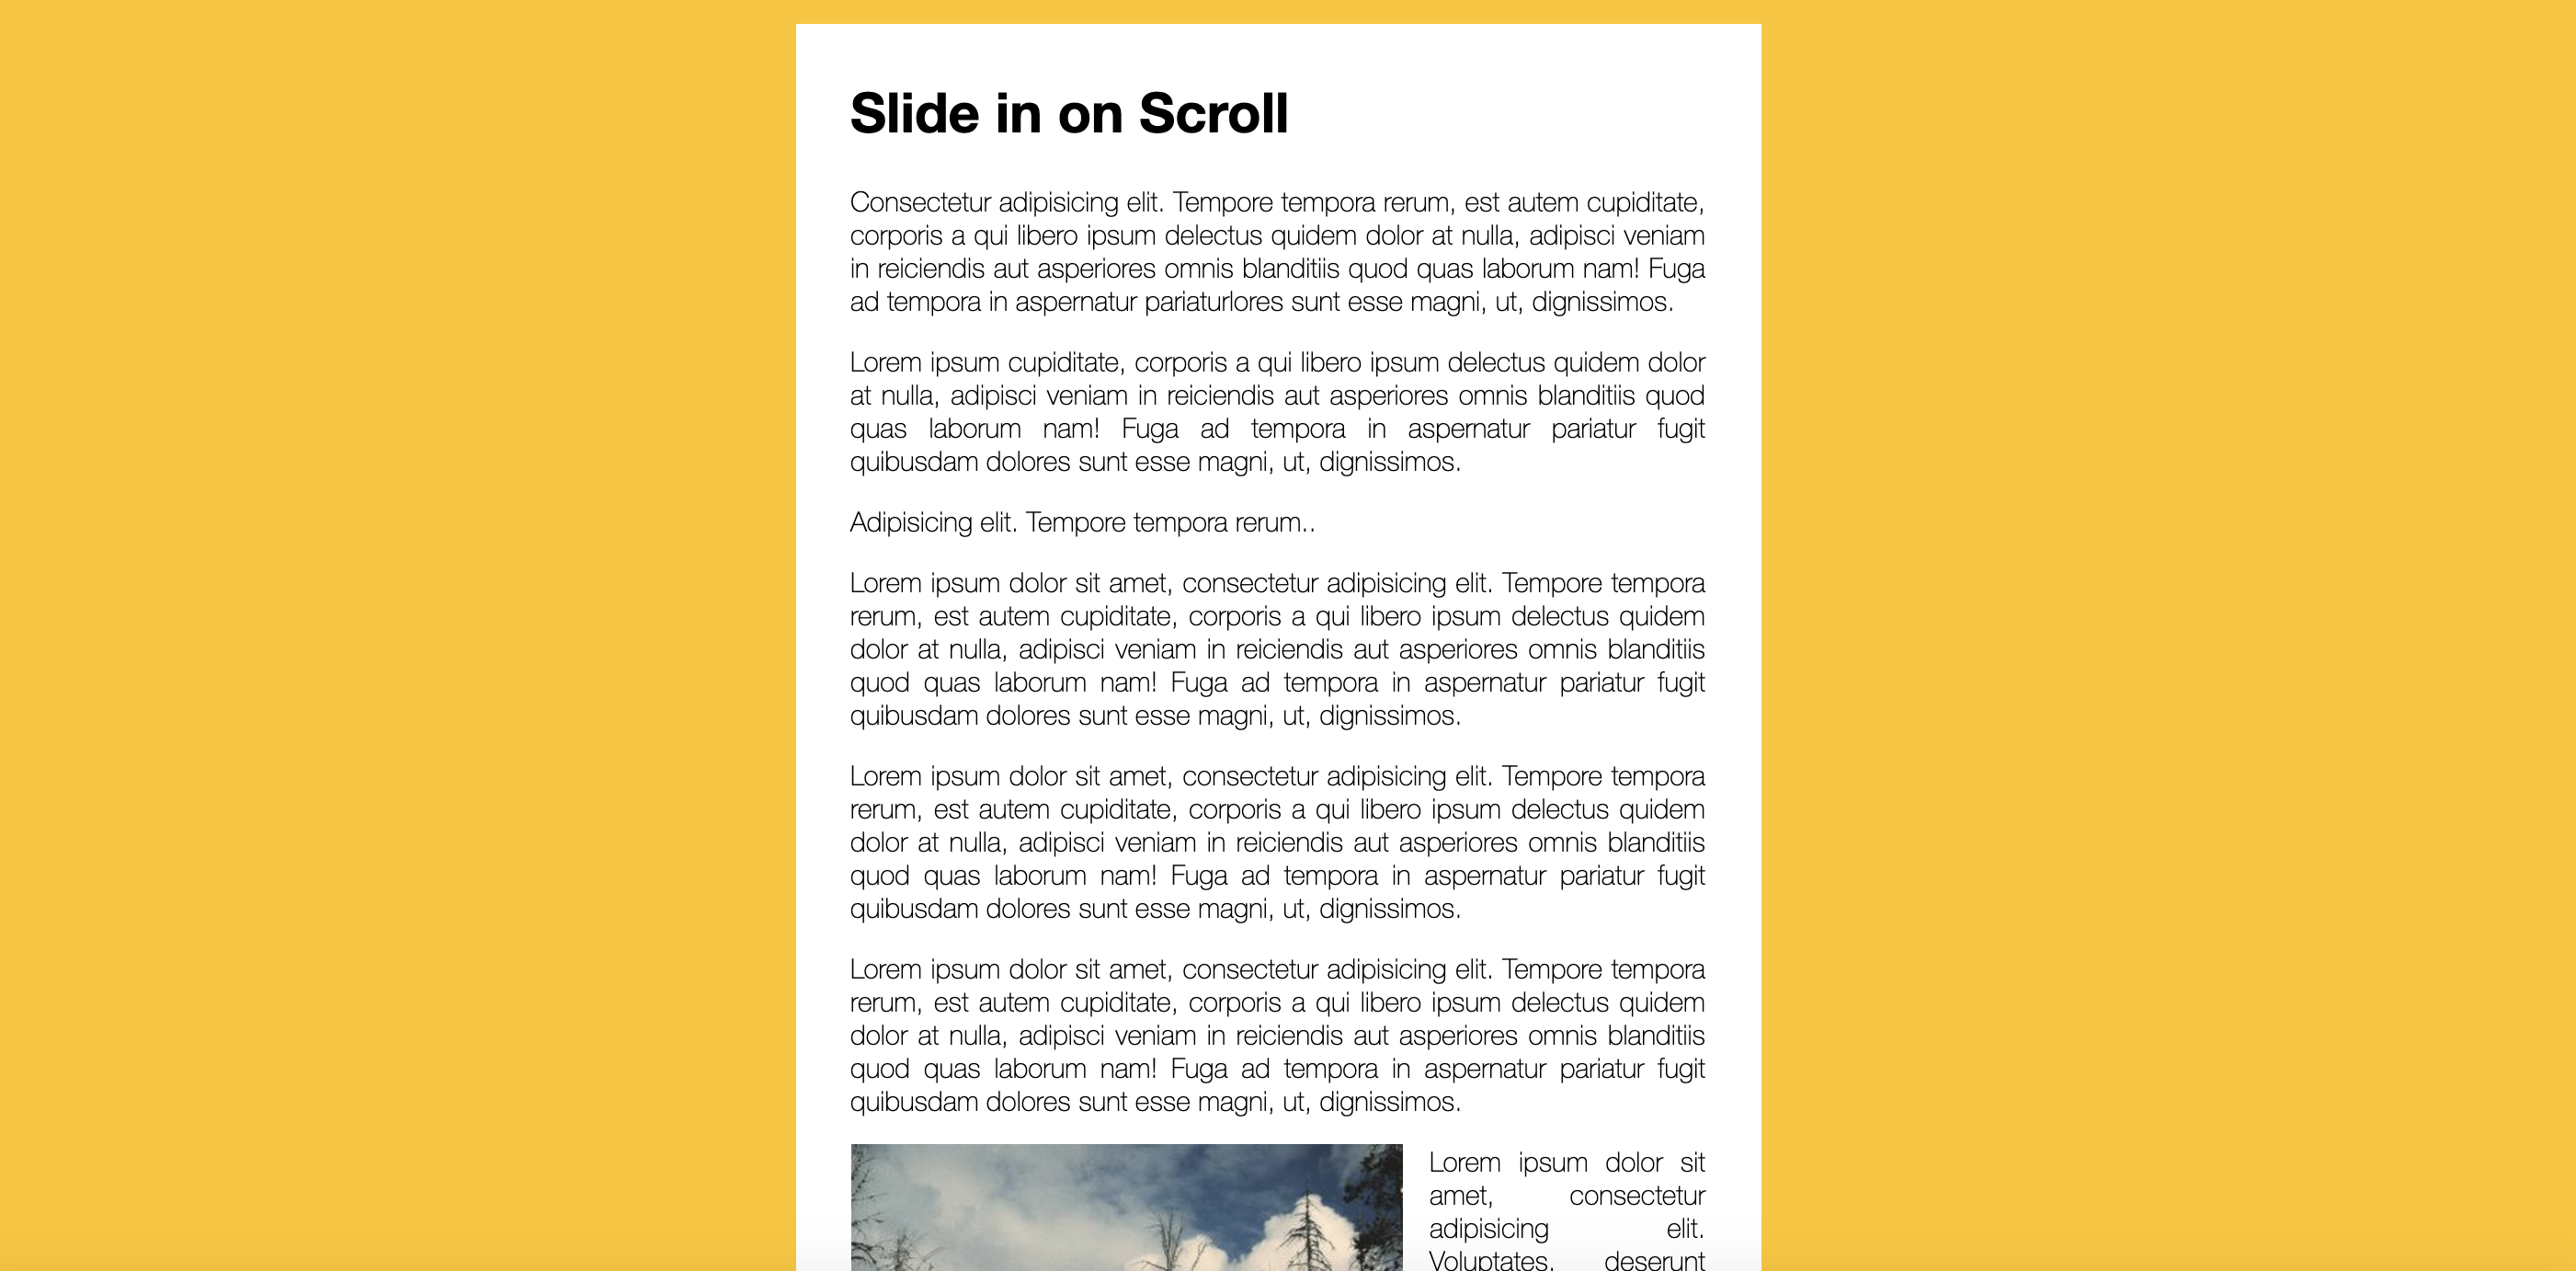 Slide in on Scroll
Consectetur adipisicing elit. Tempore tempora rerum, est autem cupiditate,
corporis a qui libero ipsum delectus quidem dolor at nulla, adipisci veniam
in reiciendis aut asperiores omnis blanditiis quod quas laborum nam! Fuga
ad tempora in aspernatur pariaturlores sunt esse magni, ut, dignissimos.
Lorem ipsum cupiditate, corporis a qui libero ipsum delectus quidem dolor
at nulla, adipisci veniam in reiciendis aut asperiores omnis blanditiis quod
quas laborum nam! Fuga ad tempora in aspernatur pariatur fugit
quibusdam dolores sunt esse magni, ut, dignissimos.
Adipisicing elit. Tempore tempora rerum..
Lorem ipsum dolor sit amet, consectetur adipisicing elit. Tempore tempora
rerum, est autem cupiditate, corporis a qui libero ipsum delectus quidem
dolor at nulla, adipisci veniam in reiciendis aut asperiores omnis blanditiis
quod quas laborum nam! Fuga ad tempora in aspernatur pariatur fugit
quibusdam dolores sunt esse magni, ut, dignissimos.
Lorem ipsum dolor sit amet, consectetur adipisicing elit. Tempore tempora
rerum, est autem cupiditate, corporis a qui libero ipsum delectus quidem
dolor at nulla, adipisci veniam in reiciendis aut asperiores omnis blanditiis
quod quas laborum nam! Fuga ad tempora in aspernatur pariatur fugit
quibusdam dolores sunt esse magni, ut, dignissimos.
Lorem ipsum dolor sit amet, consectetur adipisicing elit. Tempore tempora
rerum, est autem cupiditate, corporis a qui libero ipsum delectus quidem
dolor at nulla, adipisci veniam in reiciendis aut asperiores omnis blanditiis
quod quas laborum nam! Fuga ad tempora in aspernatur pariatur fugit
quibusdam dolores sunt esse magni, ut, dignissimos.
Lorem ipsum dolor sit
amet, consectetur
adipisicing elit.
Voluptates, deserunt